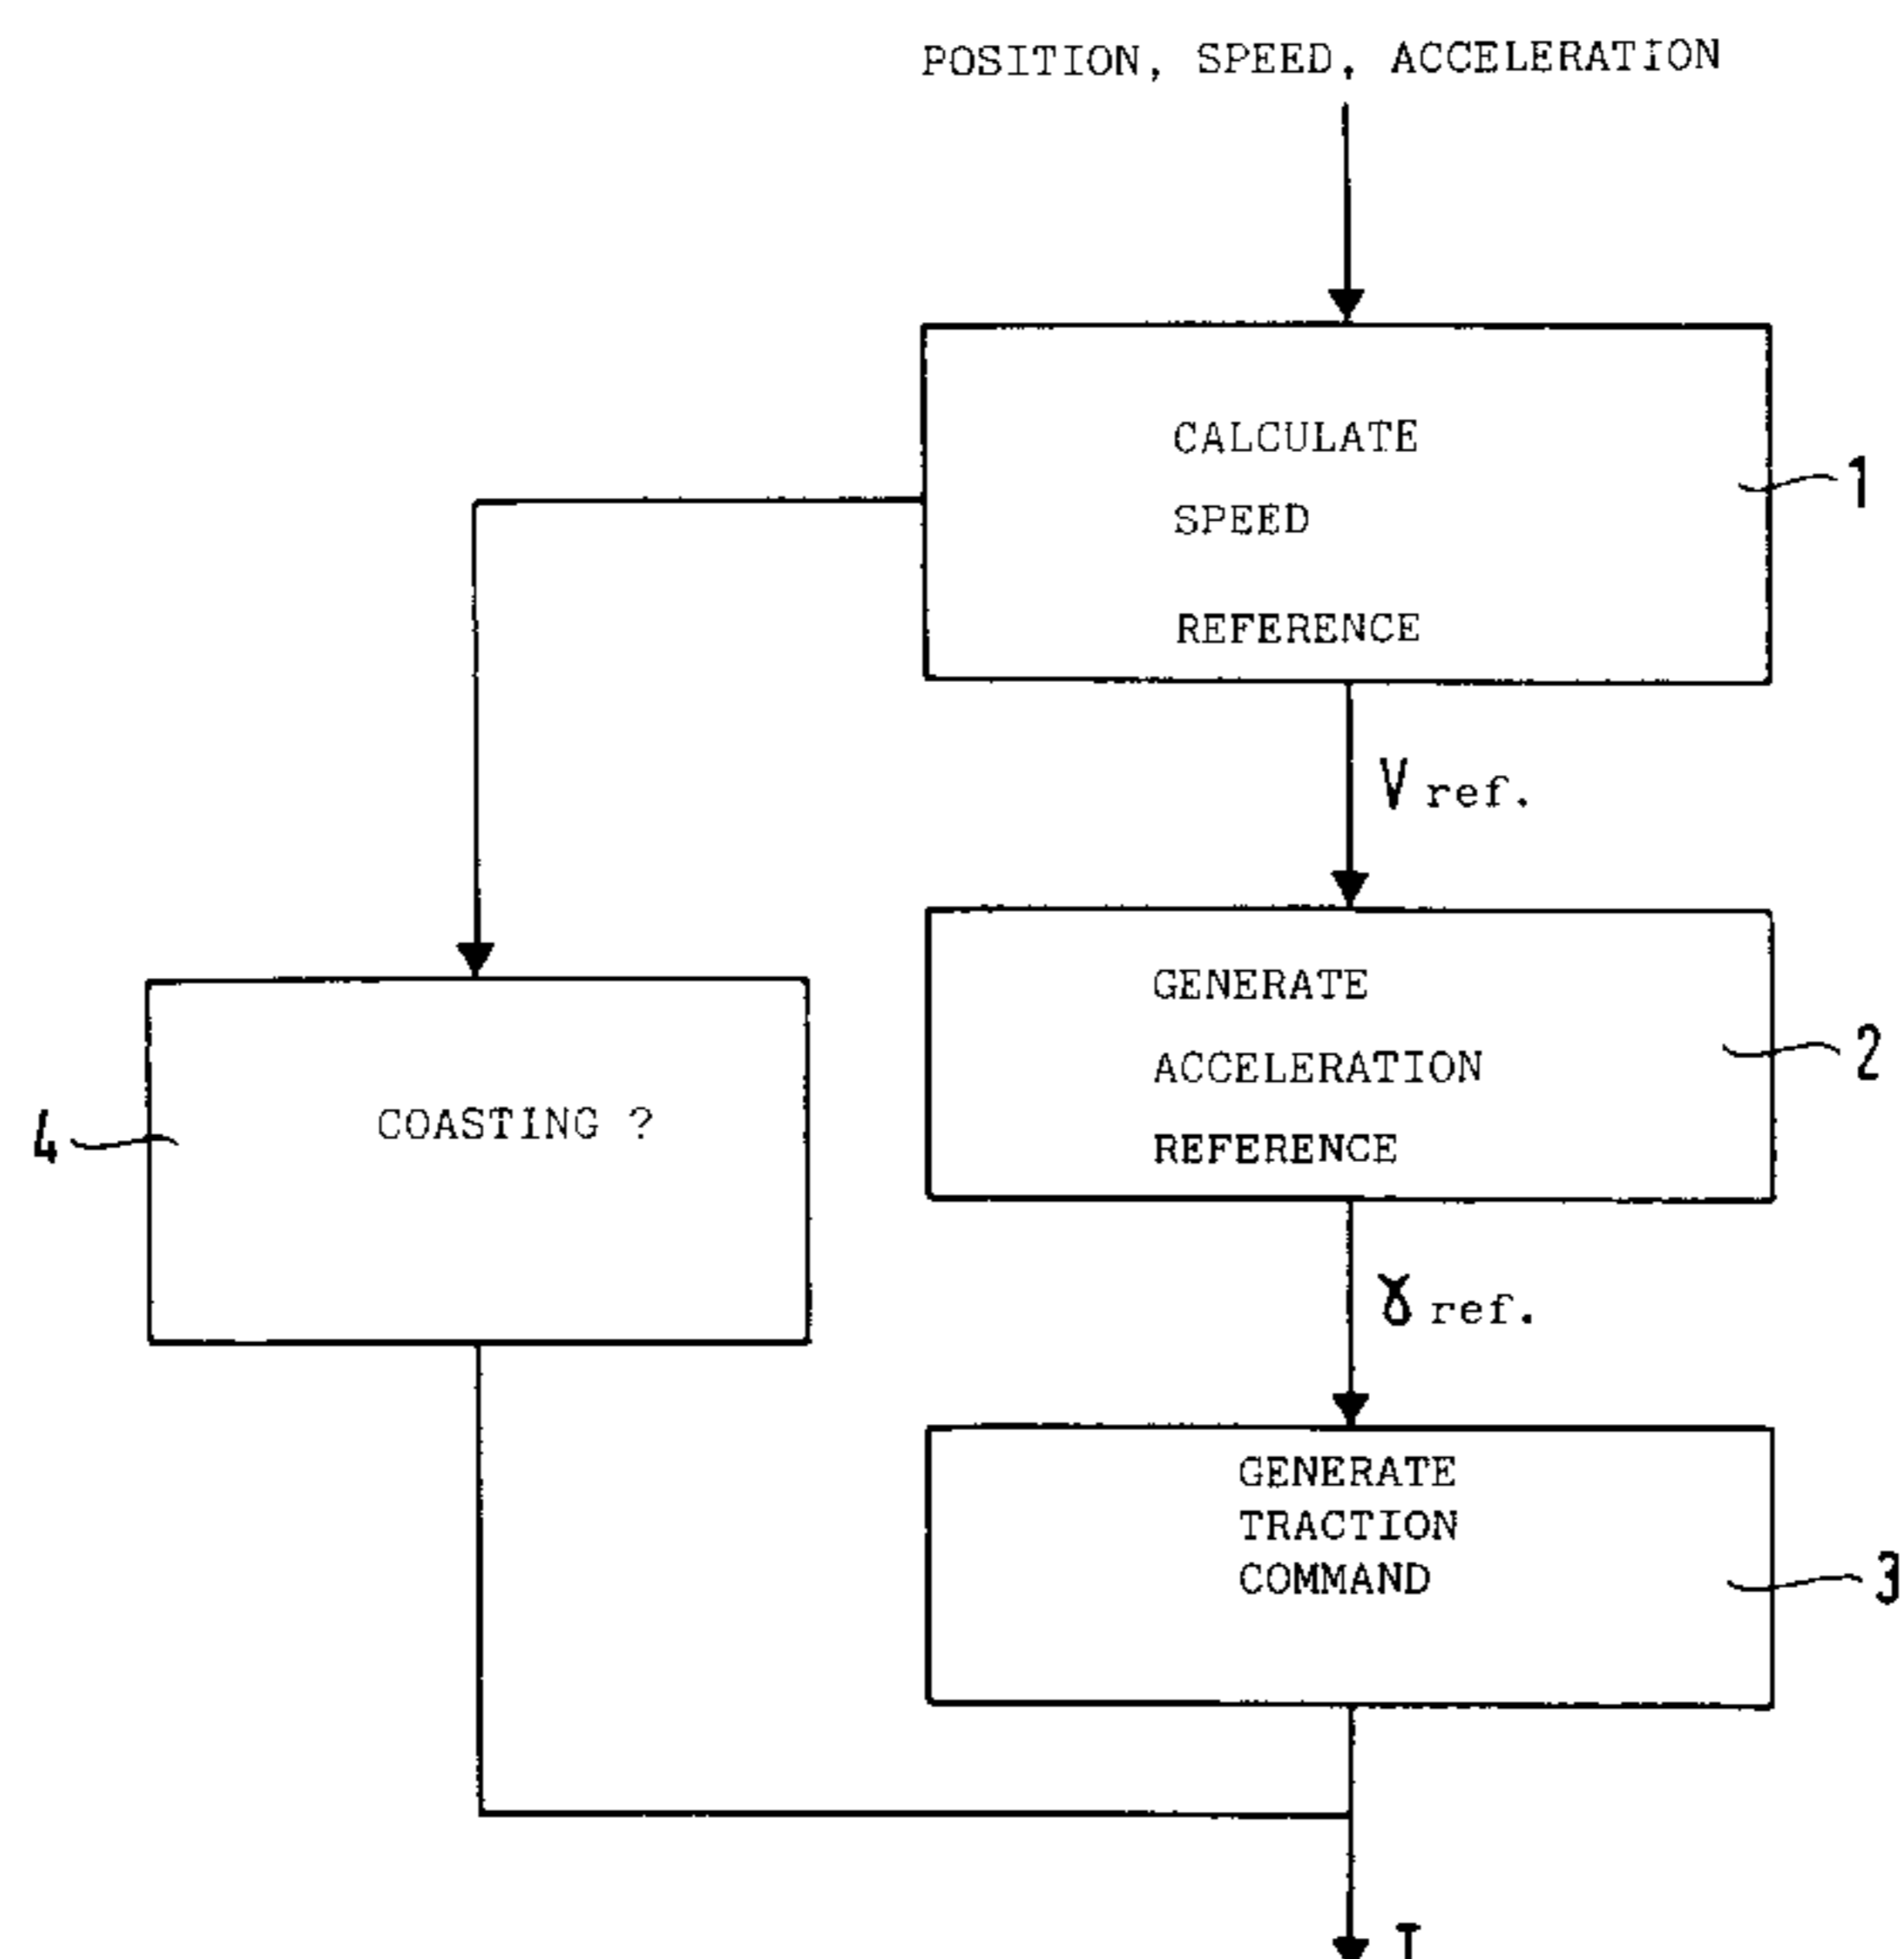 POSITION, SPEED, ACCELERATION
CALCULATE
SPEED
REFERENCE
1
V ref.
GENERATE
ACCELERATION
REFERENCE
2
COASTING ?
4
γ ref.
GENERATE
TRACTION
COMMAND
3